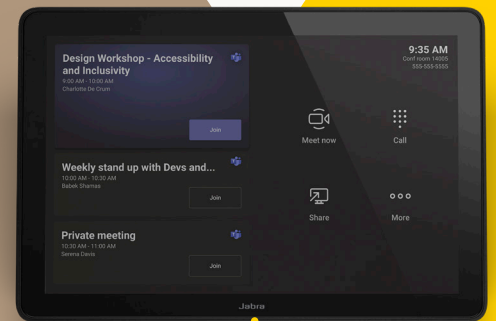 Design Workshop - Accessibility
and Inclusivity
9:00 AM - 10:00 AM
Charlotte De Crum
Join
Weekly stand up with Devs and...
10:00 AM - 10:30 AM
Babek Shamas
Join
Private meeting
10:30 AM - 11:00 AM
Serena Davis
Join
9:35 AM
Conf room 14005
555-555-5555
Meet now
Call
Share
More
Jabra